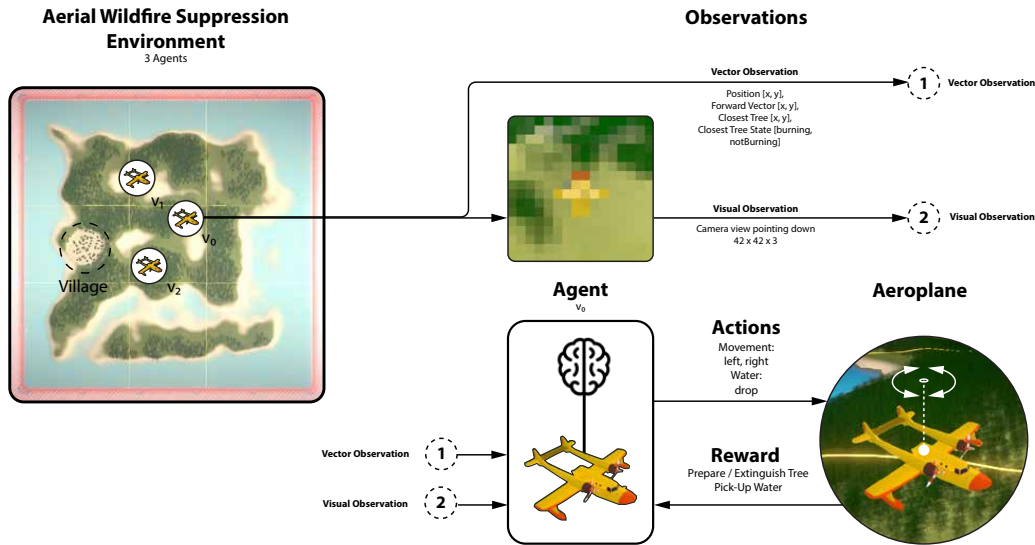 Aerial Wildfire Suppression
Environment
3 Agents
v1
v0
v2
Village
Observations
Vector Observation
Position [x, y],
Forward Vector [x, y],
Closest Tree [x, y],
Closest Tree State [burning,
notBurning]
1
Vector Observation
Visual Observation
Camera view pointing down
42 x 42 x 3
2
Visual Observation
Agent
v0
Vector Observation
1
Visual Observation
2
Actions
Movement:
left, right
Water:
drop
Reward
Prepare / Extinguish Tree
Pick-Up Water
Aeroplane